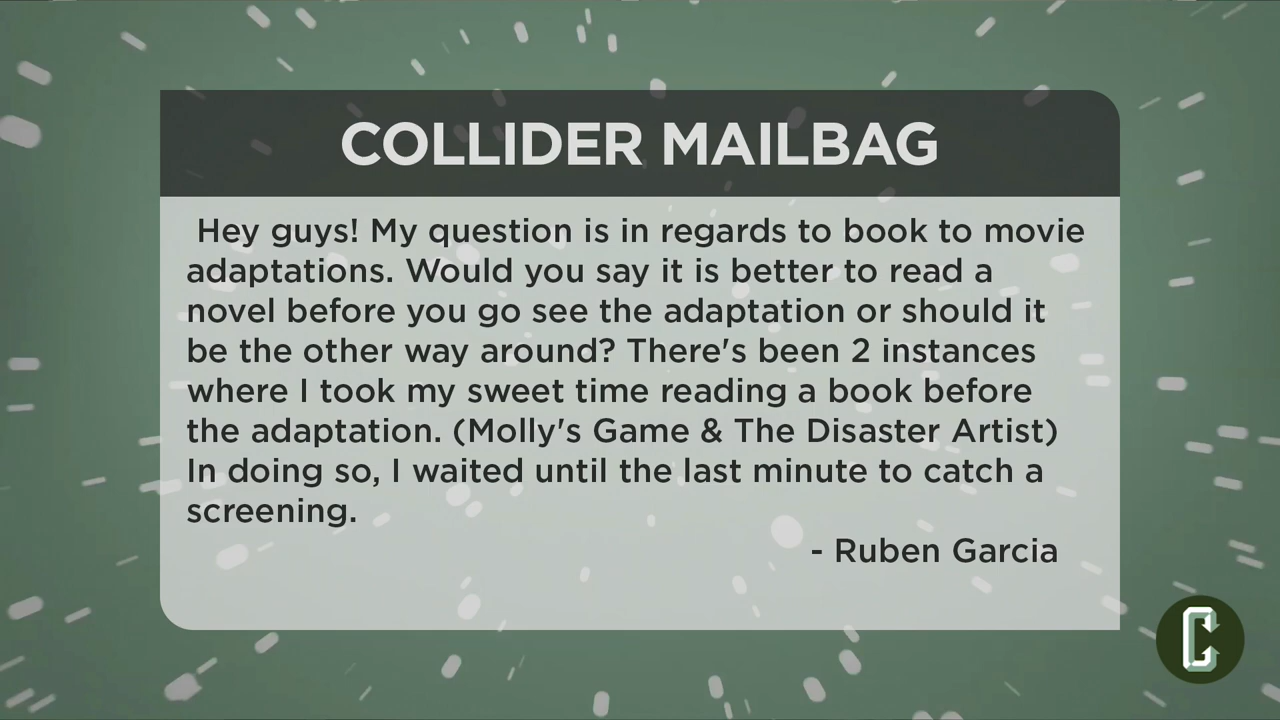 COLLIDER MAILBAG
Hey guys! My question is in regards to book to movie
adaptations. Would you say it is better to read a
novel before you go see the adaptation or should it
be the other way around? There's been 2 instances
where I took my sweet time reading a book before
the adaptation. (Molly's Game & The Disaster Artist)
In doing so, I waited until the last minute to catch a
screening.
- Ruben Garcia
C